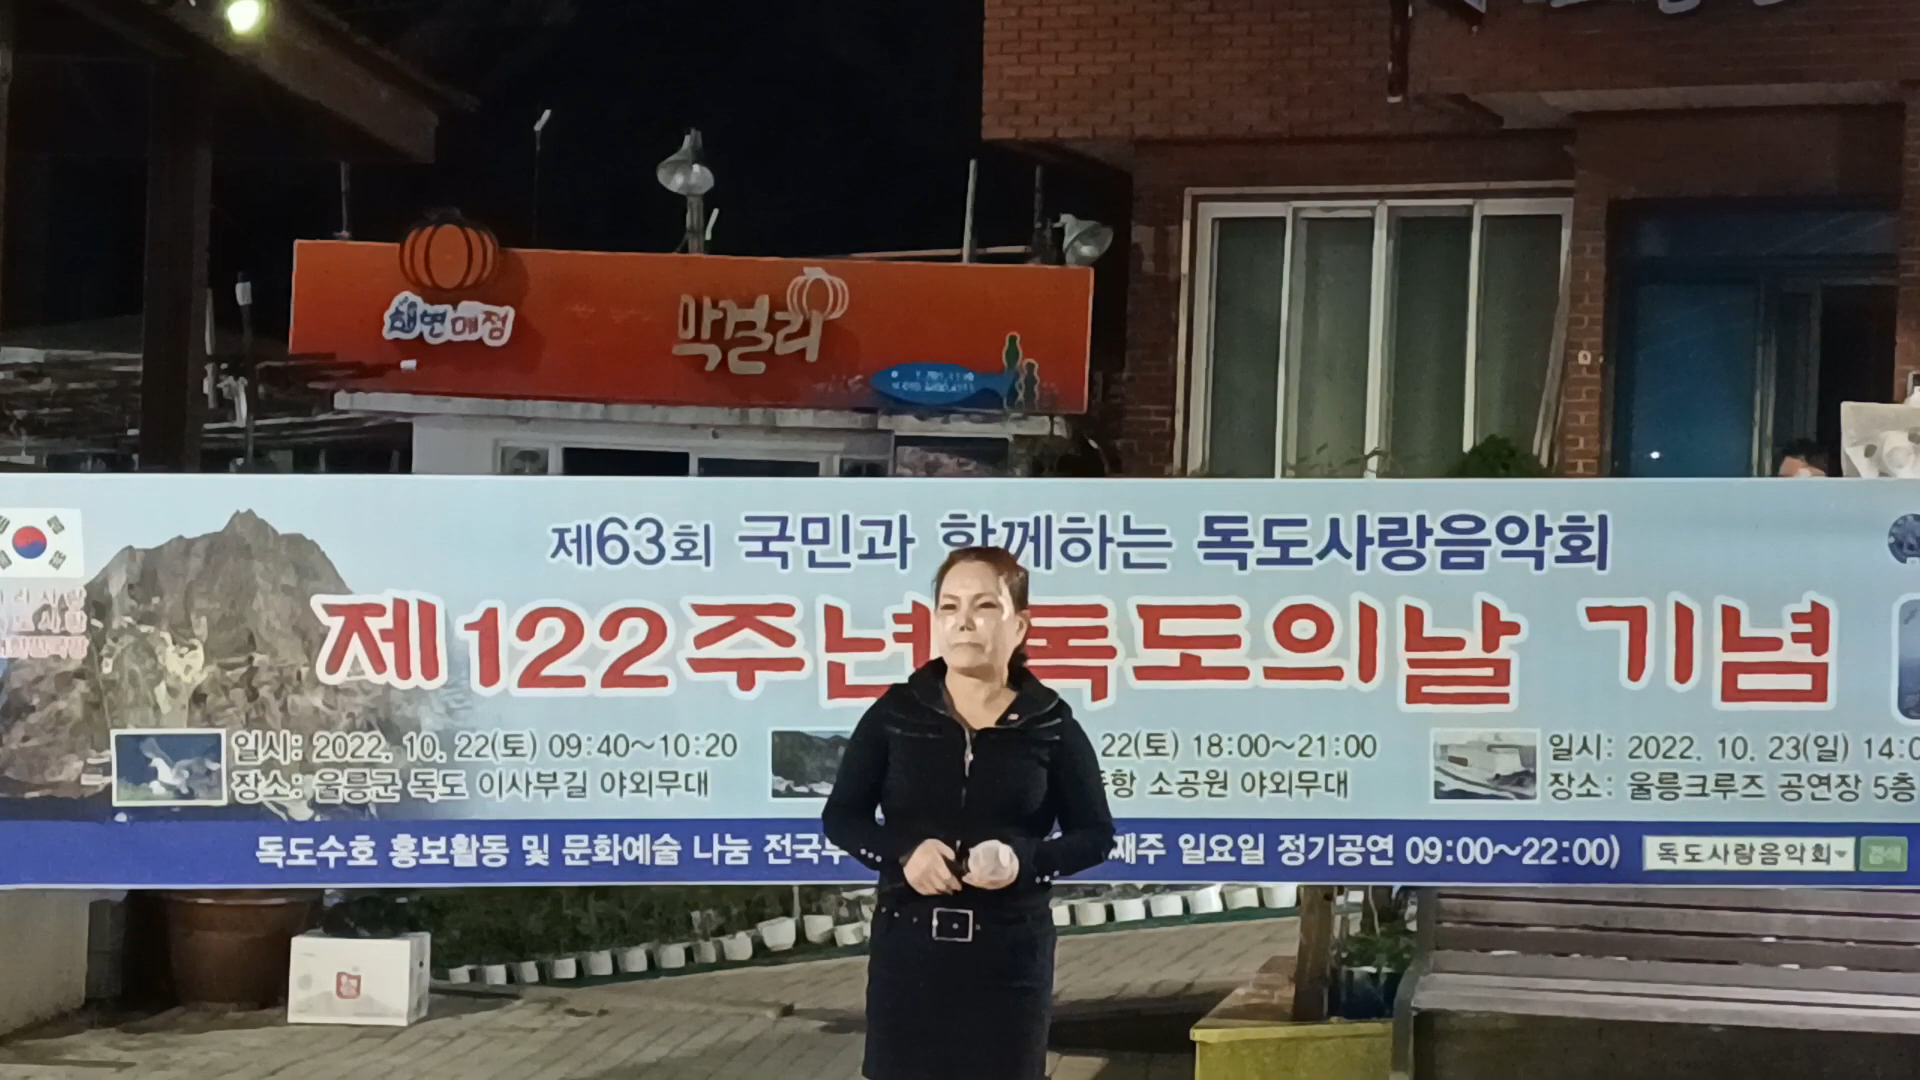 해연매점
막걸리
제63회 국민과 함께하는 독도사랑음악회
제122주년 독도의날 기념
일시: 2022. 10. 22(토) 09:40~10:20
장소: 울릉군 독도 이사부길 야외무대
22(토) 18:00~21:00
소공원 야외무대
일시: 2022. 10. 23(일) 14:0
장소: 울릉크루즈 공연장 5층
독도수호 홍보활동 및 문화예술 나눔 전국
째주 일요일 정기공연 09:00~22:00)
독도사랑음악회
검색